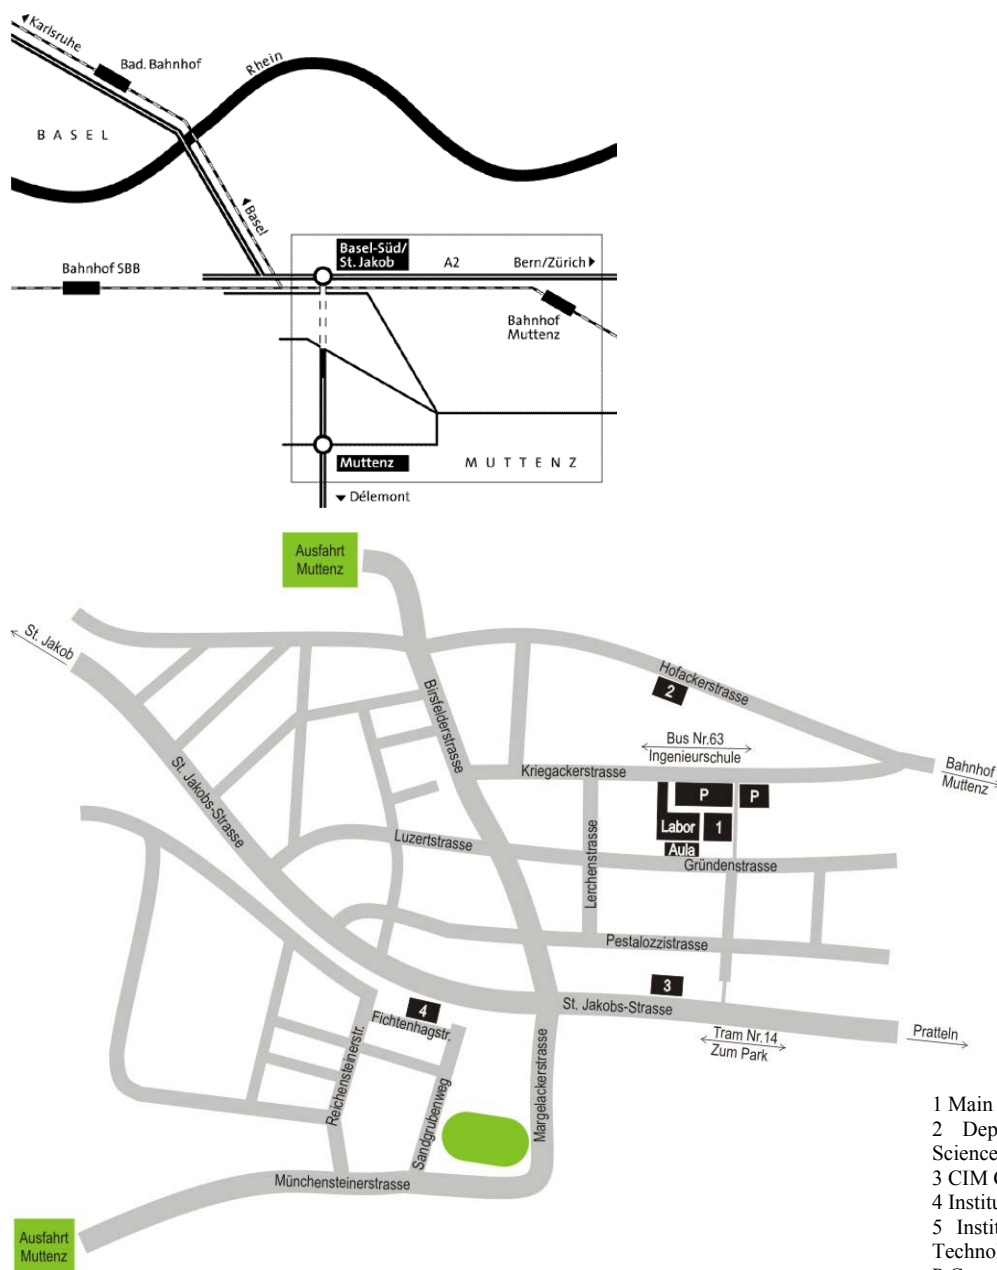 Karlsruhe
Bad. Bahnhof
Rhein
BASEL
Basel
Basel-Süd/
St. Jakob
A2
Bern/Zürich
Bahnhof SBB
Bahnhof
Muttenz
Muttenz
MUTTENZ
Délemont
Ausfahrt
Muttenz
St. Jakob
Hofackerstrasse
2
Birsfelderstrasse
Bus Nr.63
Ingenieurschule
Kriegackerstrasse
Bahnhof
Muttenz
St. Jakobs-Strasse
P
P
Labor
1
Aula
Luzertstrasse
Lerchenstrasse
Gründenstrasse
Pestalozzistrasse
3
St. Jakobs-Strasse
4
Fichtenhagstr.
Tram Nr.14
Zum Park
Pratteln
Reichensteinerstr.
Sandgrubenweg
Margelackerstrasse
Münchensteinerstrasse
Ausfahrt
Muttenz
1 Main
2 Dep
Science
3 CIM
4 Institu
5 Instit
Techno